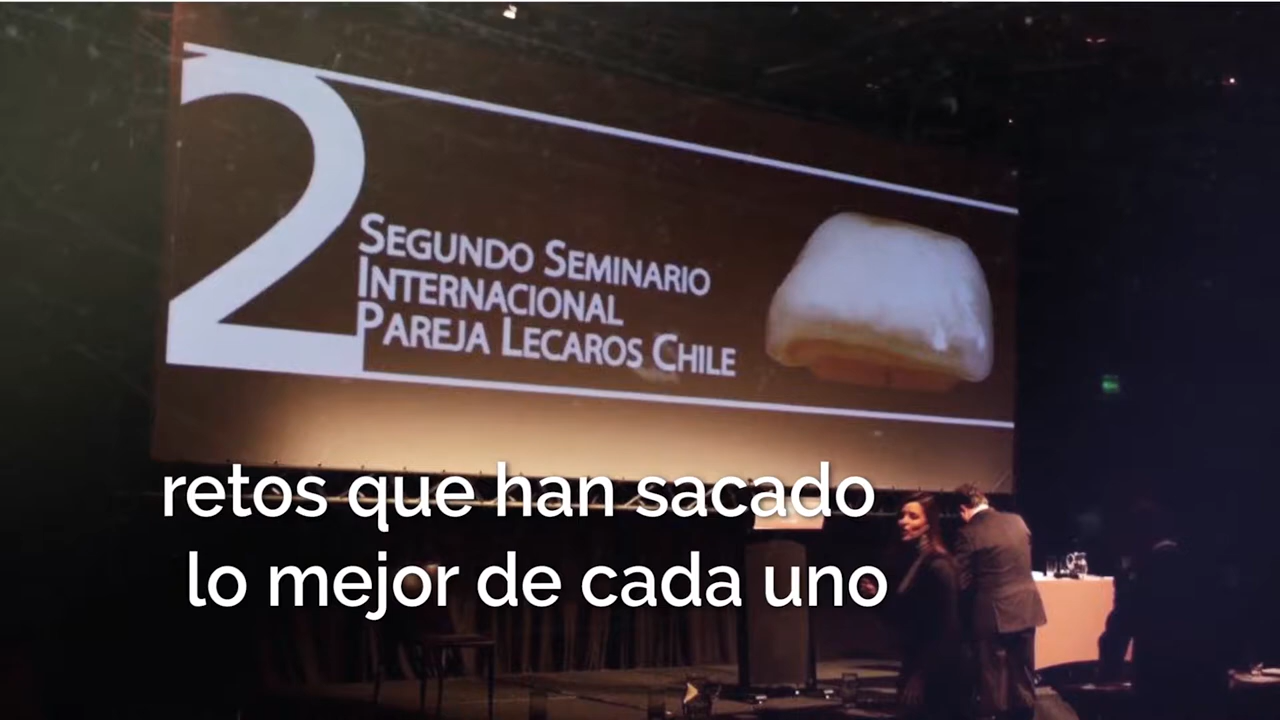 2
SEGUNDO SEMINARIO
INTERNACIONAL
PAREJA LECAROS CHILE
retos que han sacado
lo mejor de cada uno